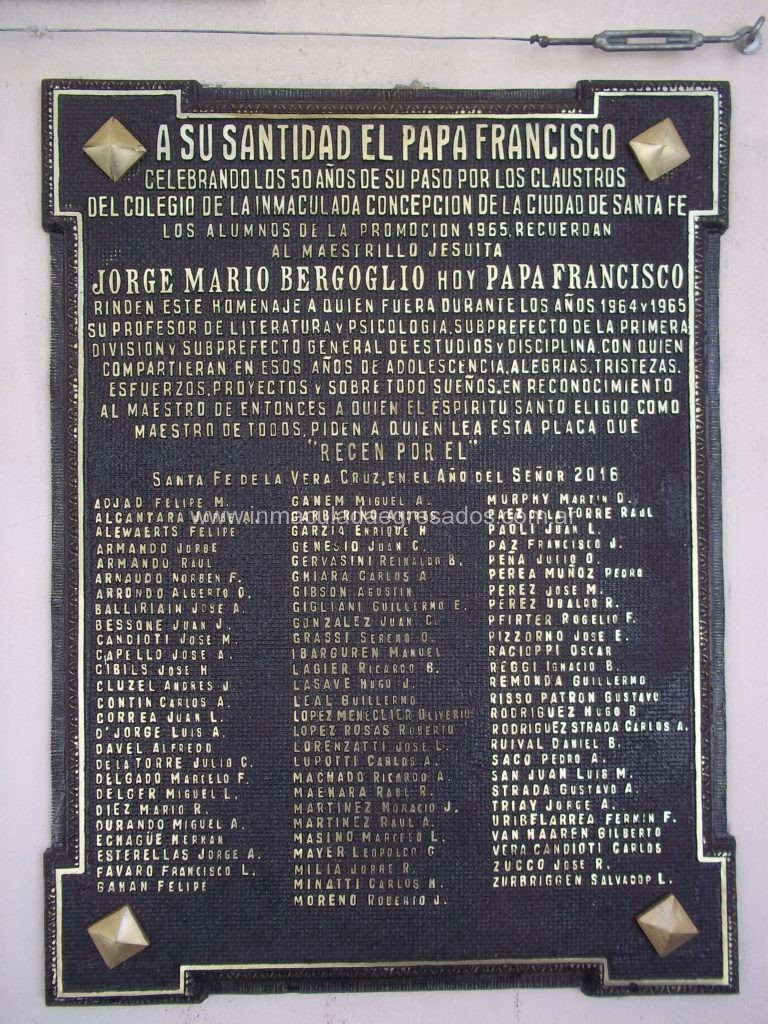 A SU SANTIDAD EL PAPA FRANCISCO
CELEBRANDO LOS 50 AÑOS DE SU PASO POR LOS CLAUSTROS
DEL COLEGIO DE LA INMACULADA CONCEPCION DE LA CIUDAD DE SANTA FE
LOS ALUMNOS DE LA PROMOCION 1965, RECUERDAN
AL MAESTRILLO JESUITA
JORGE MARIO BERGOGLIO HOY PAPA FRANCISCO
RINDEN ESTE HOMENAJE A QUIEN FUERA DURANTE LOS AÑOS 1964 Y 1965
SU PROFESOR DE LITERATURA Y PSICOLOGIA, SUBPREFECTO DE LA PRIMERA
DIVISION Y SUBPREFECTO GENERAL DE ESTUDIOS Y DISCIPLINA, CON QUIEN
COMPARTIERAN EN ESOS AÑOS DE ADOLESCENCIA, ALEGRIAS, TRISTEZAS,
ESFUERZOS, PROYECTOS Y SOBRE TODO SUEÑOS, EN RECONOCIMIENTO
AL MAESTRO DE ENTONCES A QUIEN EL ESPIRITU SANTO ELIGIO COMO
MAESTRO DE TODOS, PIDEN A QUIEN LEA ESTA PLACA QUE
"RECEN POR EL"
SANTA FE DE LA VERA CRUZ, EN EL AÑO DEL SEÑOR 2016
ADJAD FELIPE M.
ALCANTARA A.
ALEWAERTS FELIPE
ARMANDO JORGE
ARMANDO RAUL
ARNAUDO NORBEN F.
ARRONDO ALBERTO O.
BALLIRIAIN JOSE A.
BESSONE JUAN J.
CANDIOTI JOSE M.
CAPELLO JOSE A.
CIBILS JOSE H
CLUZEL ANDRES J
CONTIN CARLOS A.
CORREA JUAN L.
D'JORGE LUIS A.
DAVEL ALFREDO
DE LA TORRE JULIO C.
DELGADO MARCELO F.
DELGER MIGUEL L.
DIEZ MARIO R.
DURANDO MIGUEL A.
ECHAGÜE HERNAN
ESTERELLAS JORGE A.
FAVARO FRANCISCO L.
GAHAN FELIPE
GANEM MIGUEL A.
GARBARINO
GARZIA ENRIQUE H
GENESIO JUAN C.
GERVASINI REINALDO B.
GHIARA CARLOS A
GIBSON AGUSTIN
GIGLIANI GUILLERMO E.
GONZALEZ JUAN C.
GRASSI SERENO O.
IBARGUREN MANUEL
LAGIER RICARDO B.
LASAVE HUGO J.
LEAL GUILLERMO
LOPEZ MENECLIER OLIVERIO
LOPEZ ROSAS RUBERTO
LORENZATTI JOSE L.
LUPOTTI CARLOS A.
MACHADO RICARDO A.
MAEHARA RAUL R.
MARTINEZ HORACIO J.
MARTINEZ RAUL A.
MASINO MARCELO L.
MAYER LEOPOLDO G
MILIA JORGE R.
MINATTI CARLOS H.
MORENO ROBERTO J.
MURPHY MARTIN D.
PAEZ DE LA TORRE RAUL
PAOLI JUAN L.
PAZ FRANCISCO J.
PEÑA JULIO O.
PEREA MUÑOZ PEDRO
PEREZ JOSE M.
PEREZ UBALDO R.
PFIRTER ROGELIO F.
PIZZORNO JOSE E.
RACIOPPI OSCAR
REGGI IGNACIO B.
REMONDA GUILLERMO
RISSO PATRON GUSTAVO
RODRIGUEZ HUGO B
RODRIGUEZ STRADA CARLOS A.
RUIVAL DANIEL B.
SACO PEDRO A.
SAN JUAN LUIS M.
STRADA GUSTAVO A.
TRIAY JORGE A.
URIBELARREA FERMIN F.
VAN HAAREN GILBERTO
VERA CANDIOTI CARLOS
ZUCCO JOSE R.
ZURBRIGGEN SALVADOR L.
www.inmaculadaegresados.com.ar